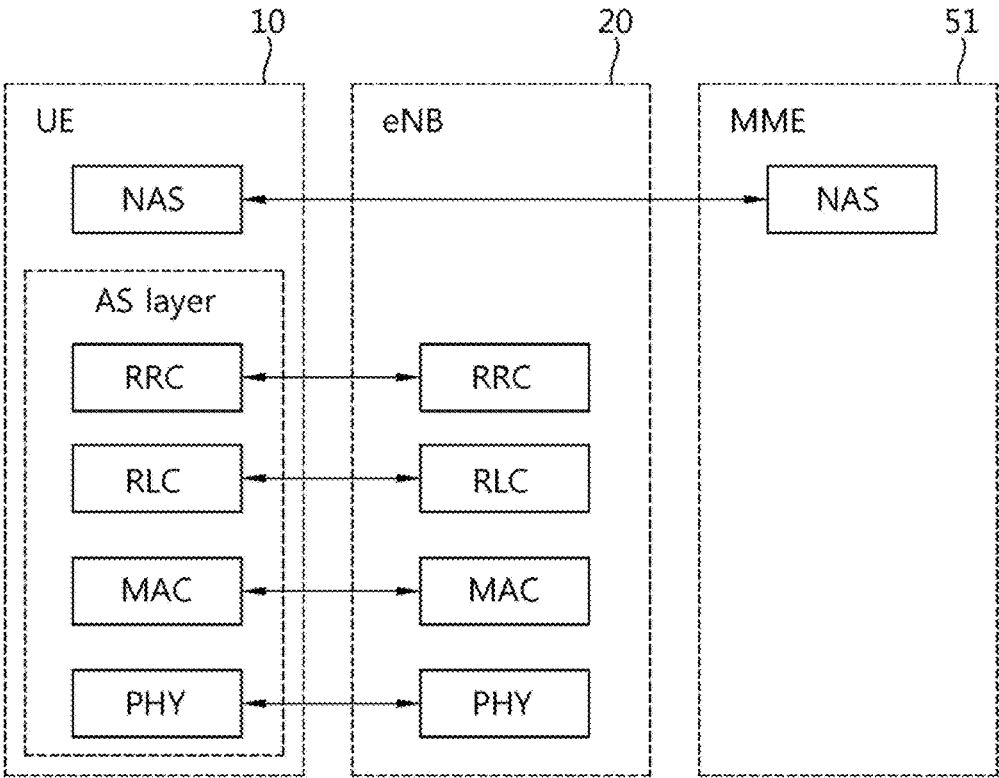 10 20 51
UE eNB MME
NAS NAS
AS layer
RRC RRC
RLC RLC
MAC MAC
PHY PHY